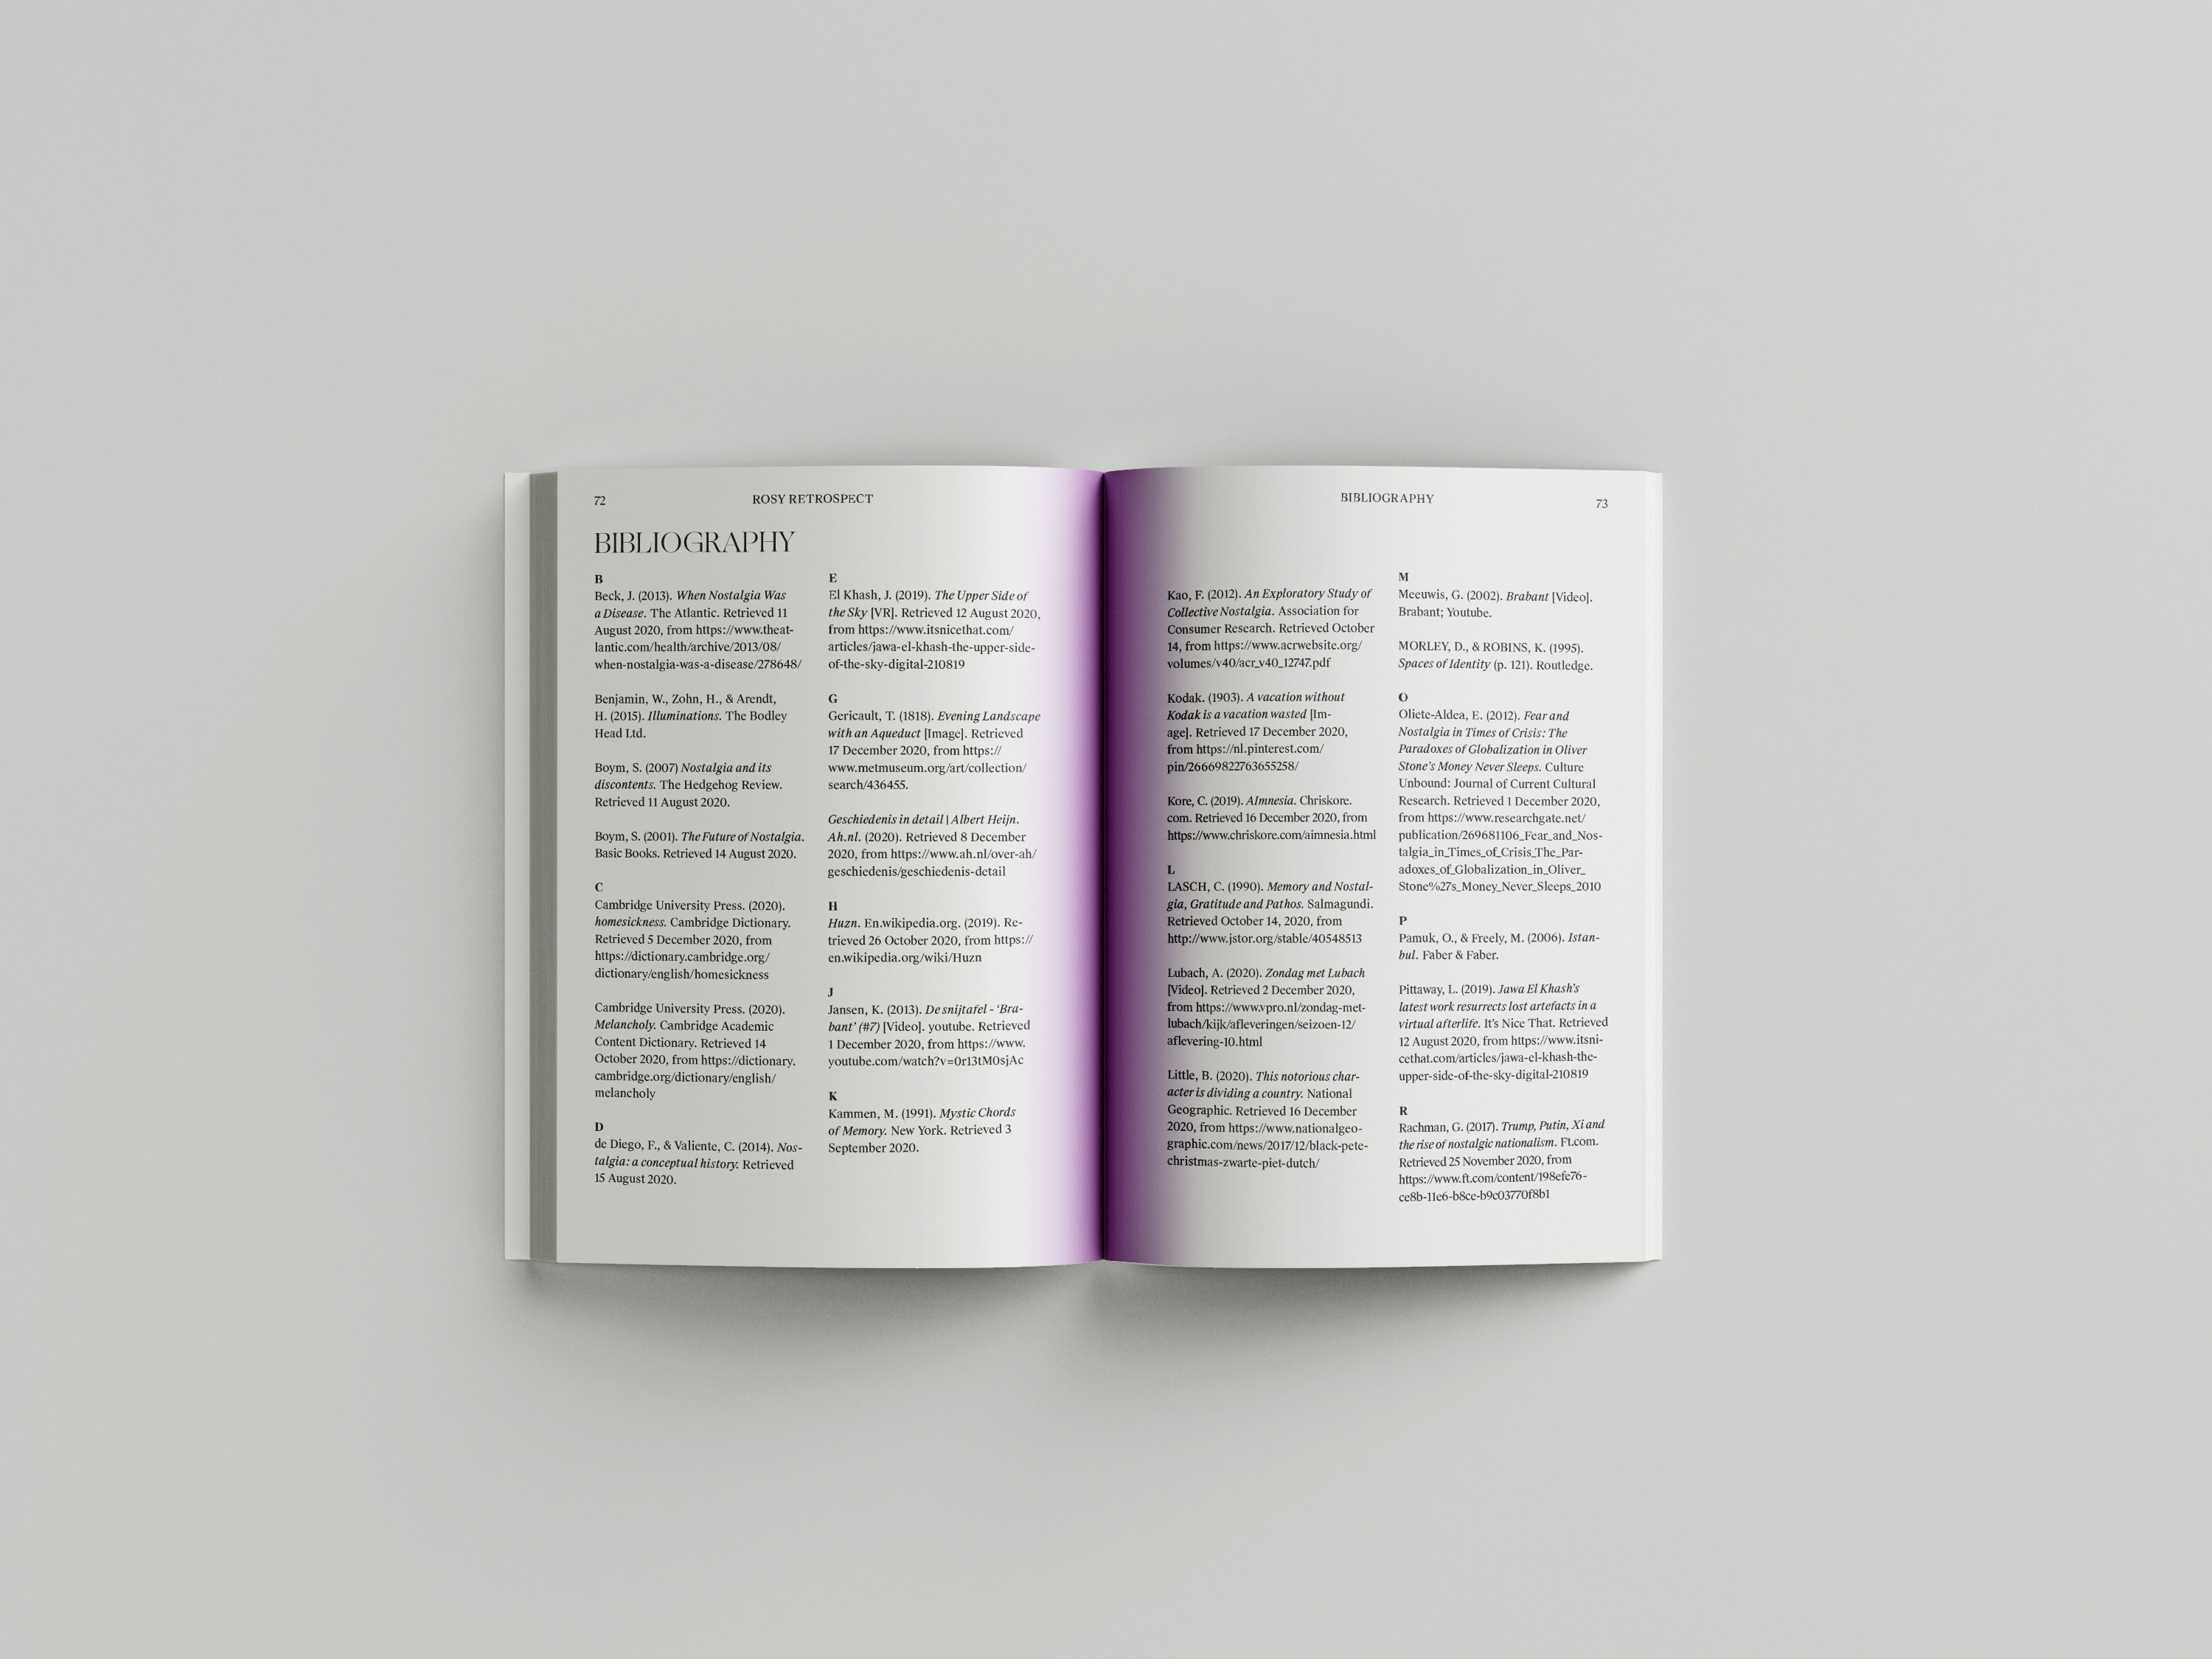 72
ROSY RETROSPECT
BIBLIOGRAPHY
B
Beck, J. (2013). When Nostalgia Was
a Disease. The Atlantic. Retrieved 11
August 2020, from https://www.theat-
lantic.com/health/archive/2013/08/
when-nostalgia-was-a-disease/278648/
Benjamin, W., Zohn, H., & Arendt,
H. (2015). Illuminations. The Bodley
Head Ltd.
Boym, S. (2007) Nostalgia and its
discontents. The Hedgehog Review.
Retrieved 11 August 2020.
Boym, S. (2001). The Future of Nostalgia.
Basic Books. Retrieved 14 August 2020.
C
Cambridge University Press. (2020).
homesickness. Cambridge Dictionary.
Retrieved 5 December 2020, from
https://dictionary.cambridge.org/
dictionary/english/homesickness
Cambridge University Press. (2020).
Melancholy. Cambridge Academic
Content Dictionary. Retrieved 14
October 2020, from https://dictionary.
cambridge.org/dictionary/english/
melancholy
D
de Diego, F., & Valiente, C. (2014). Nos-
talgia: a conceptual history. Retrieved
15 August 2020.
E
El Khash, J. (2019). The Upper Side of
the Sky [VR]. Retrieved 12 August 2020,
from https://www.itsnicethat.com/
articles/jawa-el-khash-the-upper-side-
of-the-sky-digital-210819
G
Gericault, T. (1818). Evening Landscape
with an Aqueduct [Image]. Retrieved
17 December 2020, from https://
www.metmuseum.org/art/collection/
search/436455.
Geschiedenis in detail | Albert Heijn.
Ah.nl. (2020). Retrieved 8 December
2020, from https://www.ah.nl/over-ah/
geschiedenis/geschiedenis-detail
H
Huzn. En.wikipedia.org. (2019). Re-
trieved 26 October 2020, from https://
en.wikipedia.org/wiki/Huzn
J
Jansen, K. (2013). De snijtafel - ‘Bra-
bant’ (#7) [Video]. youtube. Retrieved
1 December 2020, from https://www.
youtube.com/watch?v=0r13tM0sjAc
K
Kammen, M. (1991). Mystic Chords
of Memory. New York. Retrieved 3
September 2020.
BIBLIOGRAPHY
73
Kao, F. (2012). An Exploratory Study of
Collective Nostalgia. Association for
Consumer Research. Retrieved October
14, from https://www.acrwebsite.org/
volumes/v40/acr_v40_12747.pdf
Kodak. (1903). A vacation without
Kodak is a vacation wasted [Im-
age]. Retrieved 17 December 2020,
from https://nl.pinterest.com/
pin/26669822763655258/
Kore, C. (2019). AImnesia. Chriskore.
com. Retrieved 16 December 2020, from
https://www.chriskore.com/aimnesia.html
L
LASCH, C. (1990). Memory and Nostal-
gia, Gratitude and Pathos. Salmagundi.
Retrieved October 14, 2020, from
http://www.jstor.org/stable/40548513
Lubach, A. (2020). Zondag met Lubach
[Video]. Retrieved 2 December 2020,
from https://www.vpro.nl/zondag-met-
lubach/kijk/afleveringen/seizoen-12/
aflevering-10.html
Little, B. (2020). This notorious char-
acter is dividing a country. National
Geographic. Retrieved 16 December
2020, from https://www.nationalgeo-
graphic.com/news/2017/12/black-pete-
christmas-zwarte-piet-dutch/
M
Meeuwis, G. (2002). Brabant [Video].
Brabant; Youtube.
MORLEY, D., & ROBINS, K. (1995).
Spaces of Identity (p. 121). Routledge.
O
Oliete-Aldea, E. (2012). Fear and
Nostalgia in Times of Crisis: The
Paradoxes of Globalization in Oliver
Stone’s Money Never Sleeps. Culture
Unbound: Journal of Current Cultural
Research. Retrieved 1 December 2020,
from https://www.researchgate.net/
publication/269681106_Fear_and_Nos-
talgia_in_Times_of_Crisis_The_Par-
adoxes_of_Globalization_in_Oliver_
Stone%27s_Money_Never_Sleeps_2010
P
Pamuk, O., & Freely, M. (2006). Istan-
bul. Faber & Faber.
Pittaway, L. (2019). Jawa El Khash’s
latest work resurrects lost artefacts in a
virtual afterlife. It’s Nice That. Retrieved
12 August 2020, from https://www.itsni-
cethat.com/articles/jawa-el-khash-the-
upper-side-of-the-sky-digital-210819
R
Rachman, G. (2017). Trump, Putin, Xi and
the rise of nostalgic nationalism. Ft.com.
Retrieved 25 November 2020, from
https://www.ft.com/content/198efe76-
ce8b-11e6-b8ce-b9c03770f8b1